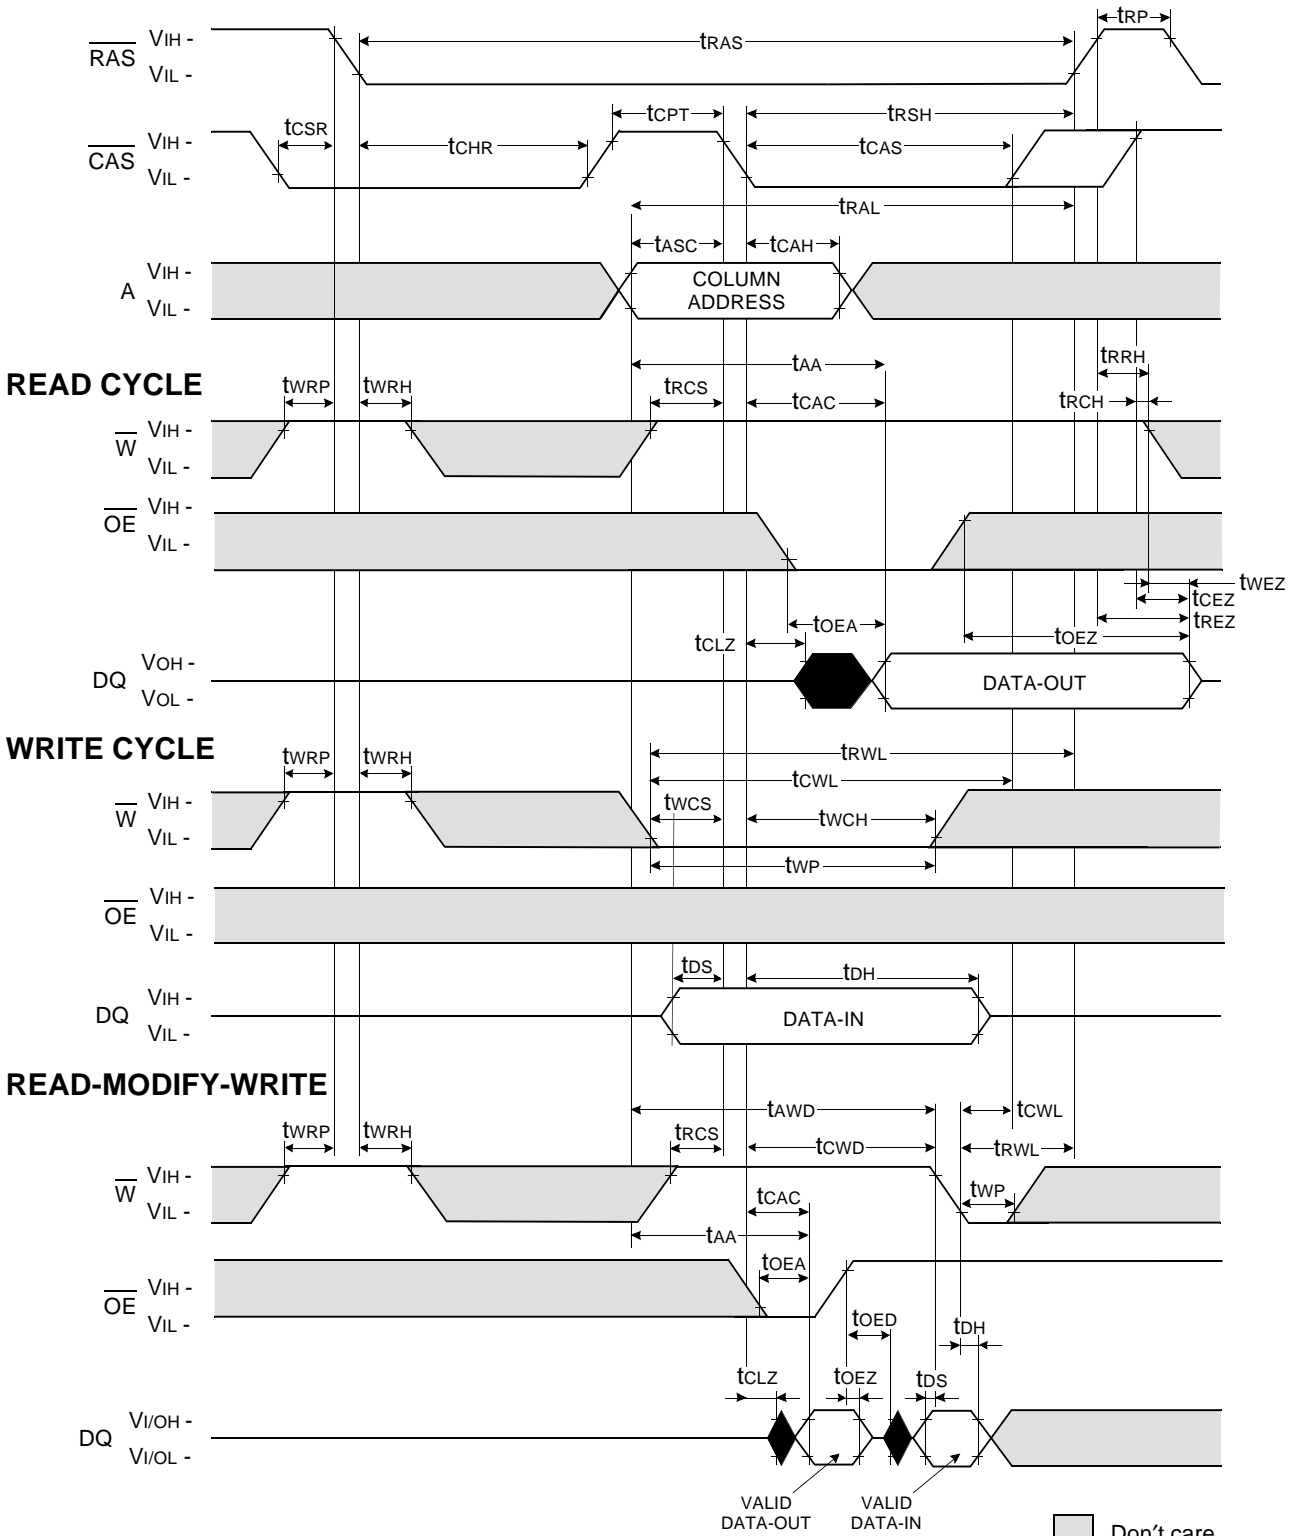 tRP
RAS
VIH -
VIL -
tRAS
tCPT
tRSH
tCSR
CAS
VIH -
VIL -
tCHR
tCAS
tRAL
tASC
tCAH
A
VIH -
VIL -
COLUMN
ADDRESS
tAA
tRRH
READ CYCLE
tWRP
tWRH
tRCS
tCAC
tRCH
W
VIH -
VIL -
OE
VIH -
VIL -
tWEZ
tCEZ
tREZ
tOEA
tOEZ
tCLZ
DQ
VOH -
VOL -
DATA-OUT
WRITE CYCLE
tWRP
tWRH
tRWL
tCWL
W
VIH -
VIL -
tWCS
tWCH
tWP
OE
VIH -
VIL -
tDS
tDH
DQ
VIH -
VIL -
DATA-IN
READ-MODIFY-WRITE
tAWD
tCWL
tWRP
tWRH
tRCS
tCWD
tRWL
W
VIH -
VIL -
tWP
tCAC
tAA
tOEA
OE
VIH -
VIL -
tOED
tDH
tCLZ
tOEZ
tDS
DQ
VI/OH -
VI/OL -
VALID
DATA-OUT
VALID
DATA-IN
Don't care